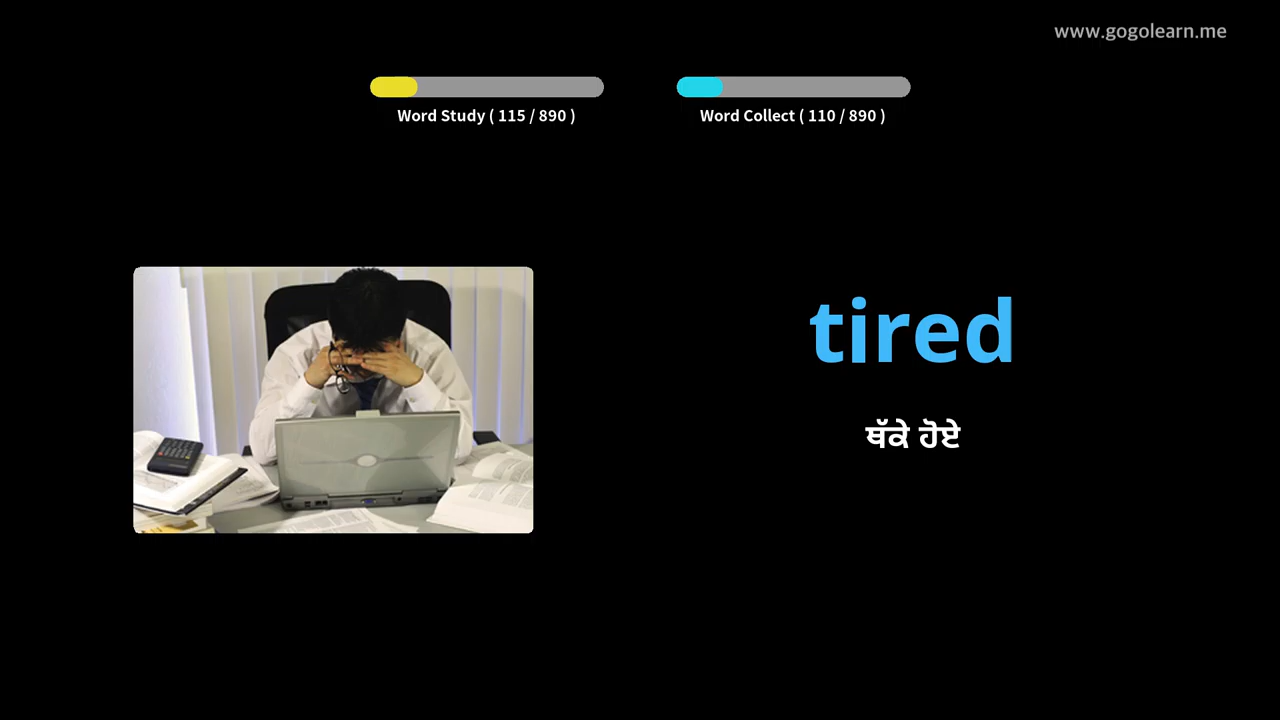 www.gogolearn.me
Word Study ( 115 / 890 )
Word Collect ( 110 / 890 )
tired
ਥੱਕੇ ਹੋਏ